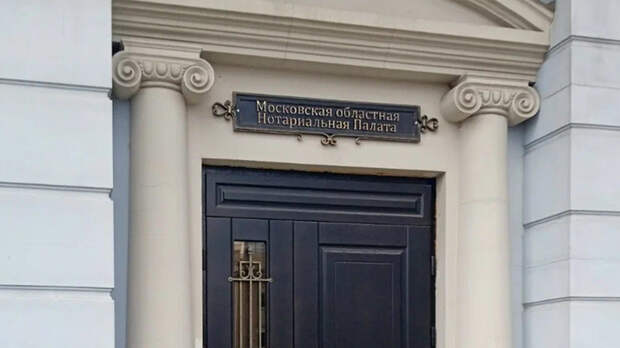 Московская областная
Нотариальная Палата